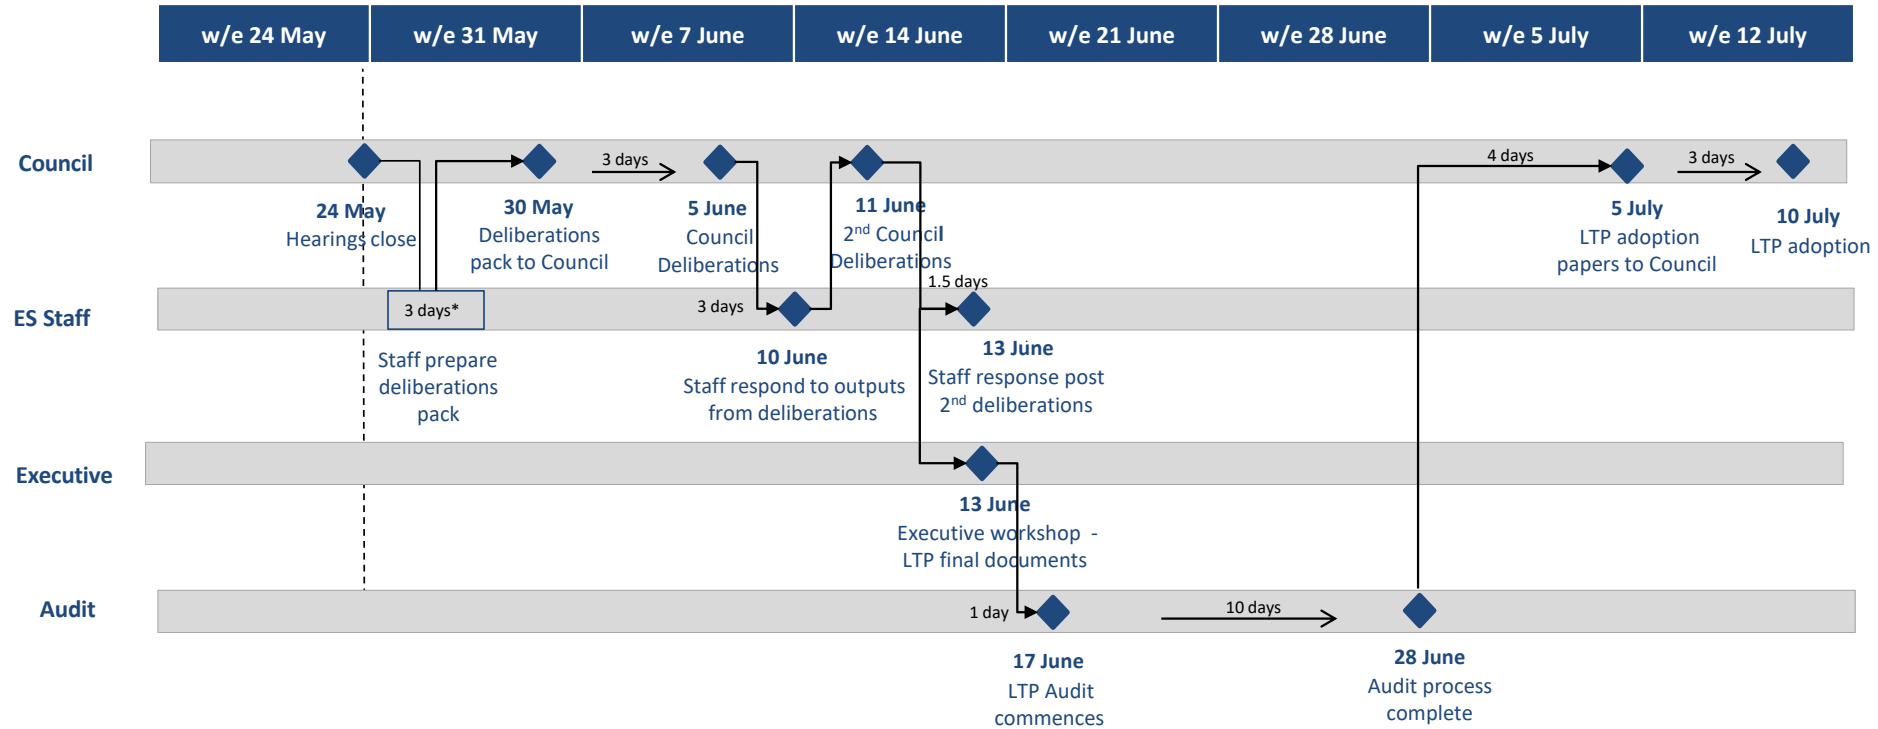 w/e 24 May
w/e 31 May
w/e 7 June
w/e 14 June
w/e 21 June
w/e 28 June
w/e 5 July
w/e 12 July
Council
3 days
4 days
3 days
24 May
Hearings close
30 May
Deliberations
pack to Council
5 June
Council
Deliberations
11 June
2nd Council
Deliberations
5 July
LTP adoption
papers to Council
10 July
LTP adoption
ES Staff
3 days*
3 days
1.5 days
Staff prepare
deliberations
pack
10 June
Staff respond to outputs
from deliberations
13 June
Staff response post
2nd deliberations
Executive
13 June
Executive workshop -
LTP final documents
Audit
1 day
10 days
17 June
LTP Audit
commences
28 June
Audit process
complete